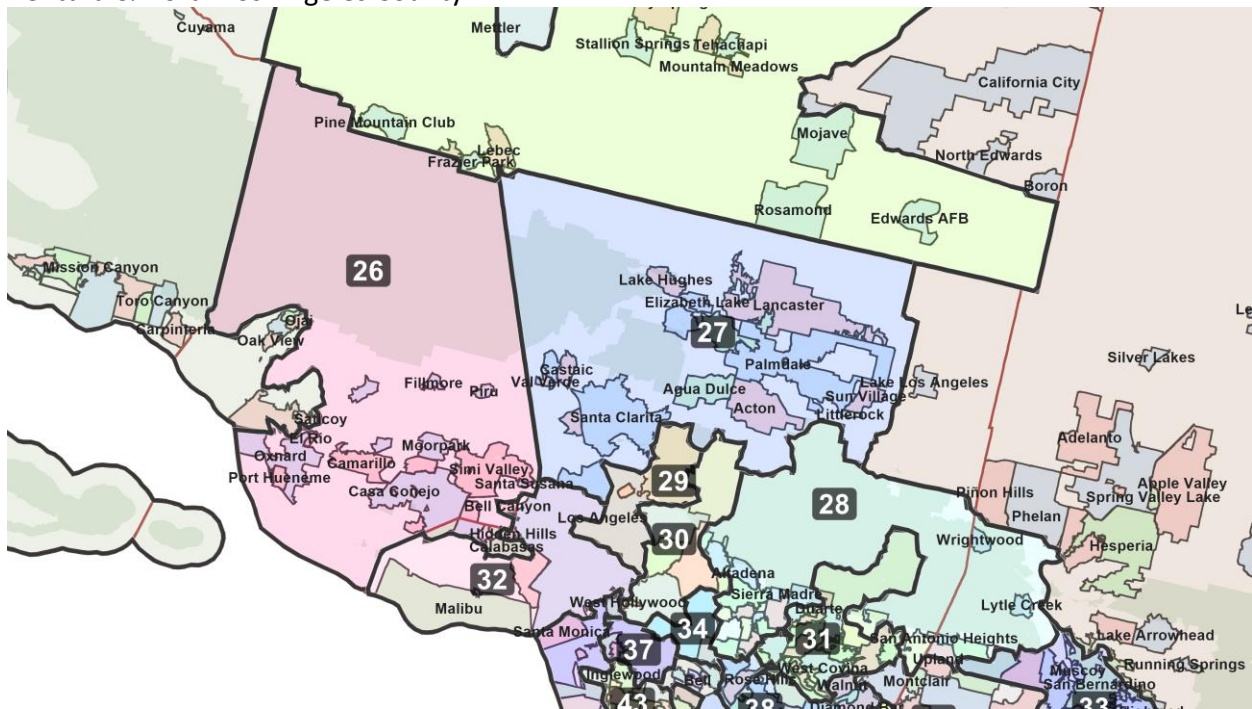 Cuyama
Mettler
Stallion Springs
Tehachapi
Mountain Meadows
California City
Pine Mountain Club
Lebec
Frazier Park
Mojave
North Edwards
Boron
Rosamond
Edwards AFB
Mission Canyon
Toro Canyon
Carpinteria
26
Lake Hughes
Elizabeth Lake
Lancaster
27
Ojai
Oak View
Silver Lakes
Palmdale
Castaic
Val Verde
Fillmore
Piru
Agua Dulce
Acton
Lake Los Angeles
Sun Village
Littlerock
Santa Clarita
Saticoy
El Rio
Oxnard
Moorpark
Camarillo
Simi Valley
Port Hueneme
Santa Susana
Casa Conejo
Bell Canyon
29
28
Adelanto
Apple Valley
Spring Valley Lake
Piñon Hills
Phelan
Los Angeles
Hidden Hills
Calabasas
30
Wrightwood
Hesperia
32
Altadena
Malibu
West Hollywood
Sierra Madre
Duarte
Lytle Creek
Santa Monica
34
31
San Antonio Heights
Lake Arrowhead
37
West Covina
Upland
Running Springs
Inglewood
Bell
Rose Hills
Walnut
Montclair
Muscoy
San Bernardino
43
38
Diamond Bar
33